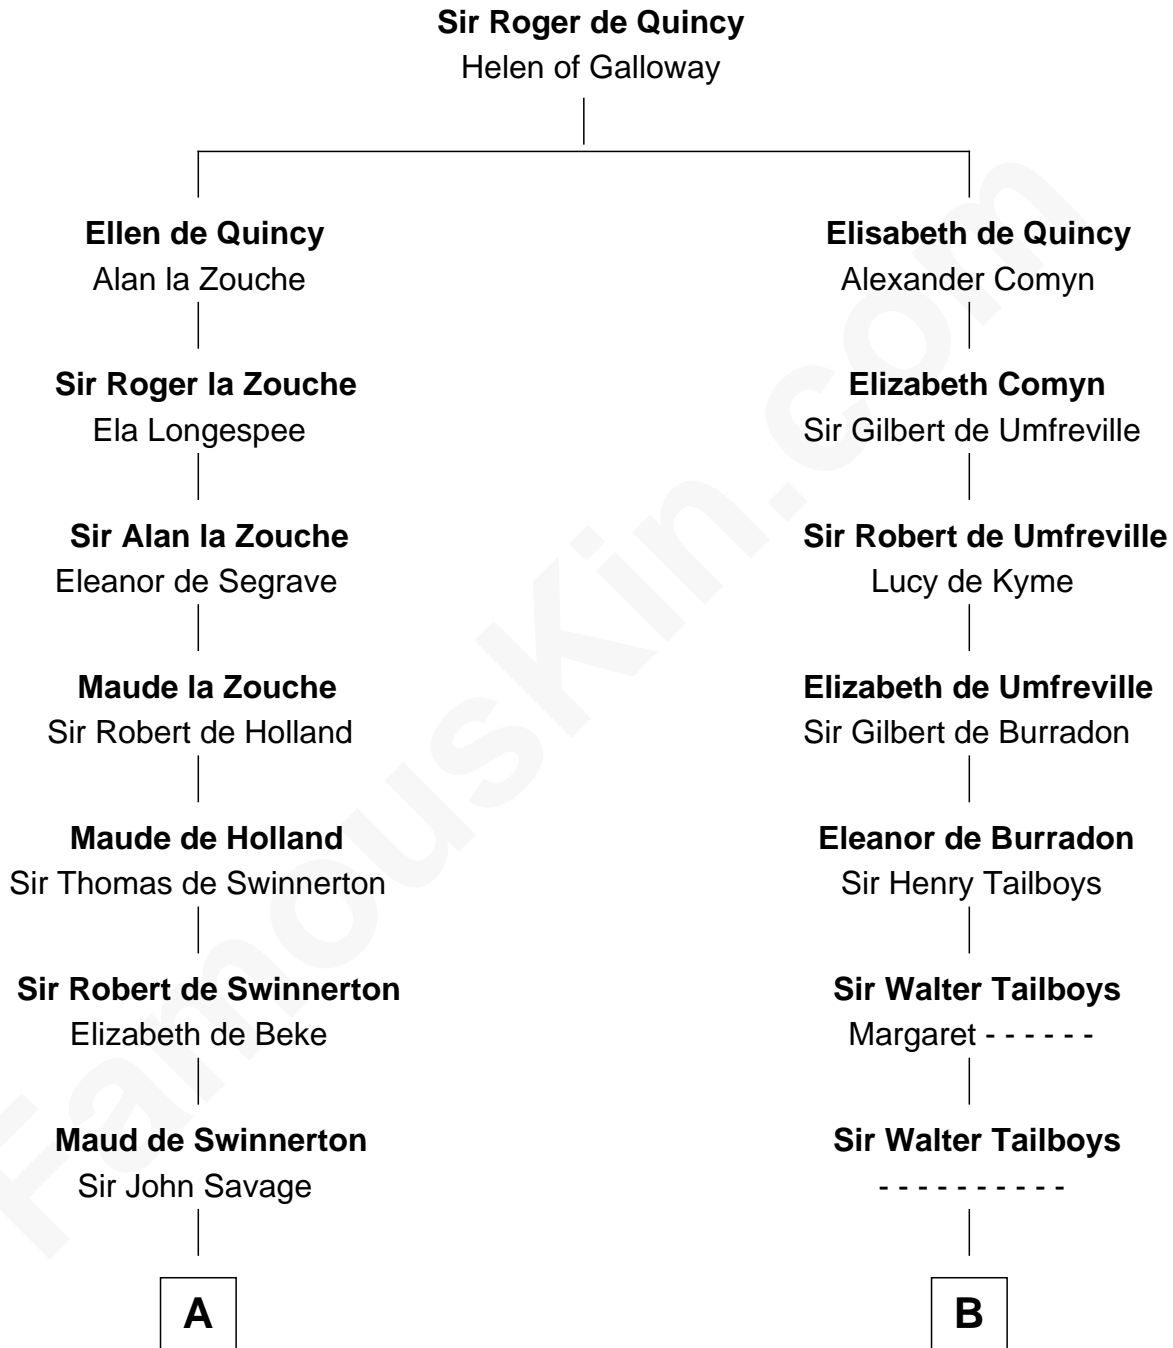 Sir Roger de Quincy
Helen of Galloway
Ellen de Quincy
Alan la Zouche
Elisabeth de Quincy
Alexander Comyn
Sir Roger la Zouche
Ela Longespee
Elizabeth Comyn
Sir Gilbert de Umfreville
Sir Alan la Zouche
Eleanor de Segrave
Sir Robert de Umfreville
Lucy de Kyme
Maude la Zouche
Sir Robert de Holland
Elizabeth de Umfreville
Sir Gilbert de Burradon
Maude de Holland
Sir Thomas de Swinnerton
Eleanor de Burradon
Sir Henry Tailboys
Sir Robert de Swinnerton
Elizabeth de Beke
Sir Walter Tailboys
Margaret - - - - - -
Maud de Swinnerton
Sir John Savage
Sir Walter Tailboys
- - - - - - - - - -
A
B
FamousKin.com